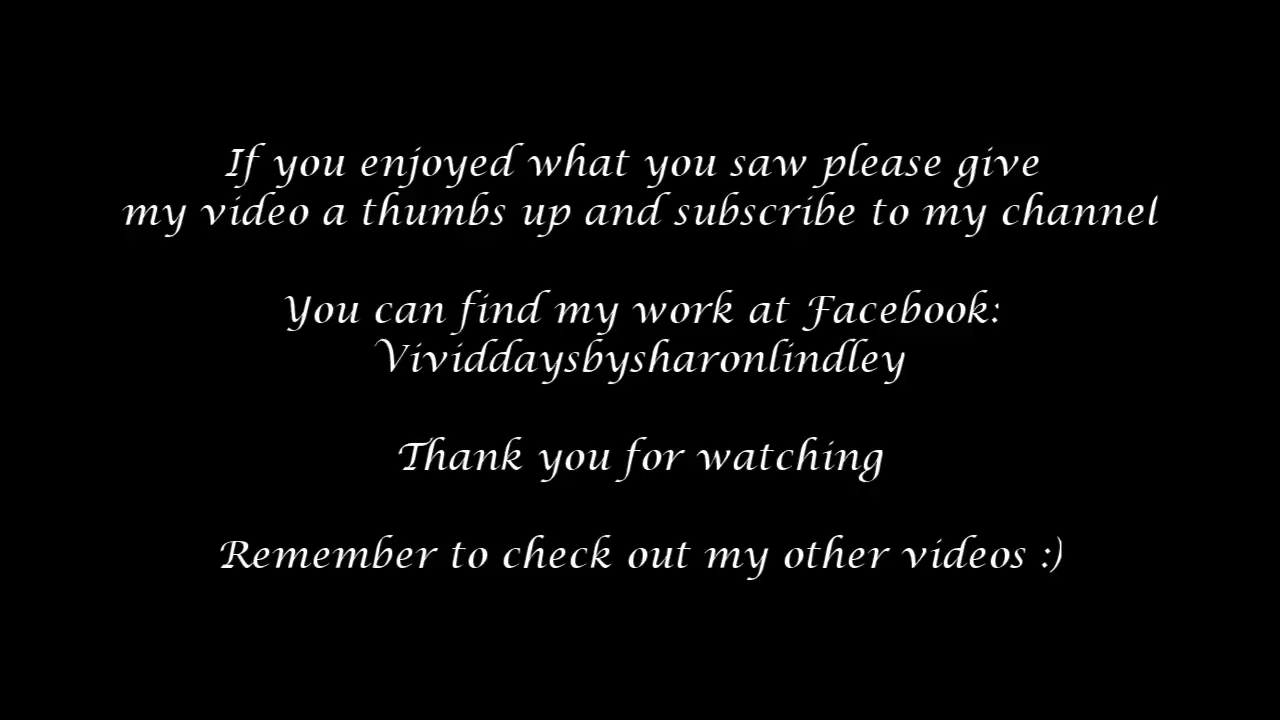 If you enjoyed what you saw please give
my video a thumbs up and subscribe to my channel
You can find my work at Facebook:
Vividdaysbysharonlindley
Thank you for watching
Remember to check out my other videos :)